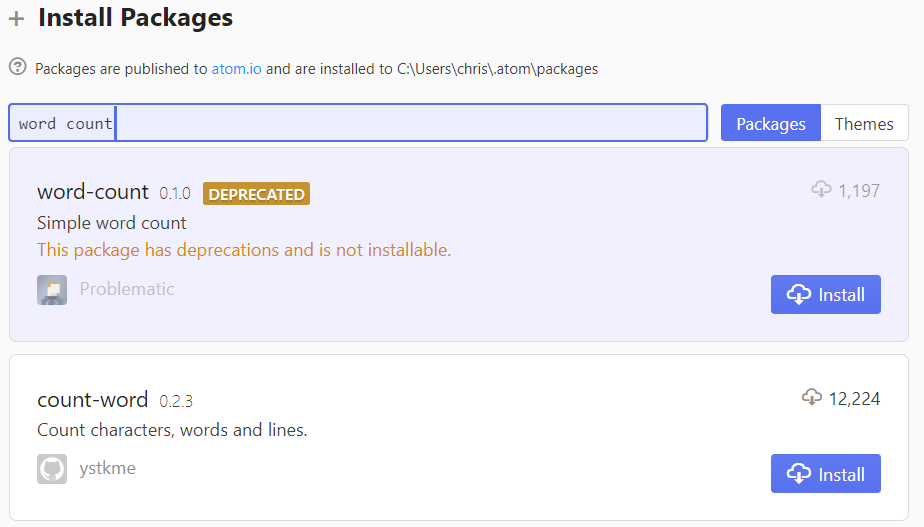 Install Packages
Packages are published to atom.io and are installed to C:\Users\chris\.atom\packages
word count
Packages Themes
word-count 0.1.0 DEPRECATED 1,197
Simple word count
This package has deprecations and is not installable.
Problematic
Install
count-word 0.2.3 12,224
Count characters, words and lines.
ystkme
Install